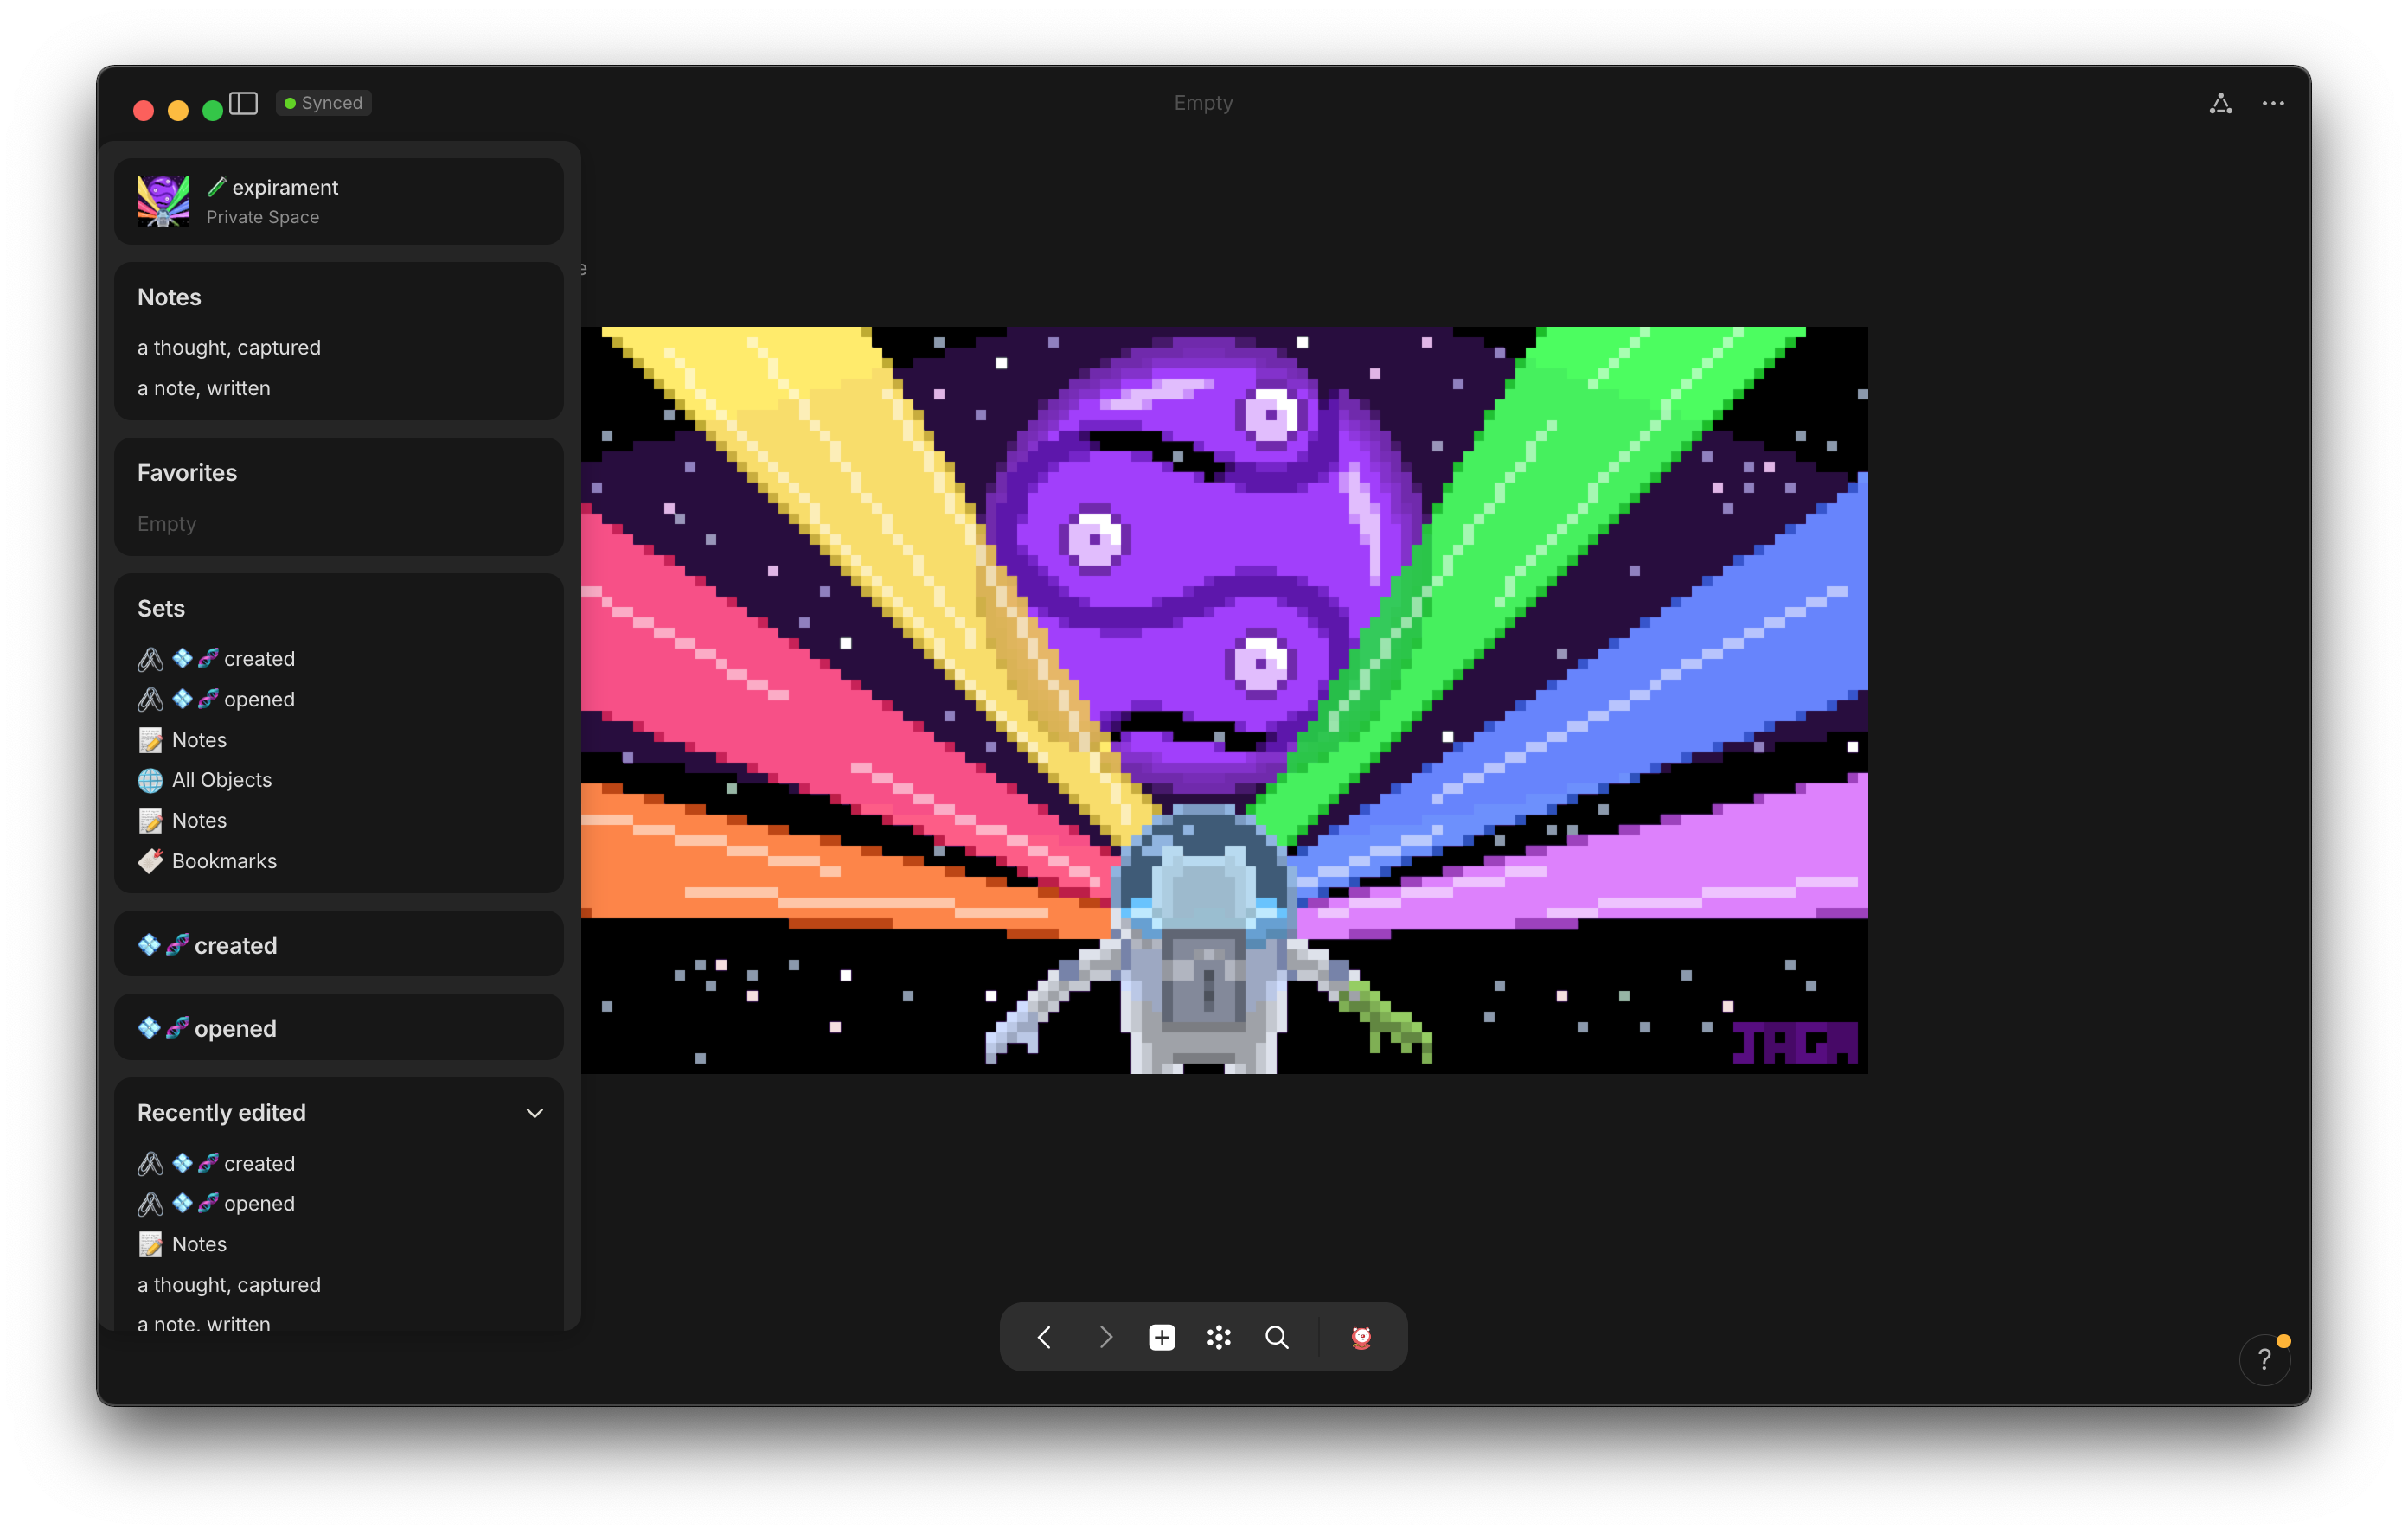 Synced
Empty
expirament
Private Space
e
Notes
a thought, captured
a note, written
Favorites
Empty
Sets
created
opened
Notes
All Objects
Notes
Bookmarks
created
opened
Recently edited
created
opened
Notes
a thought, captured
a note, written
JAGA
?